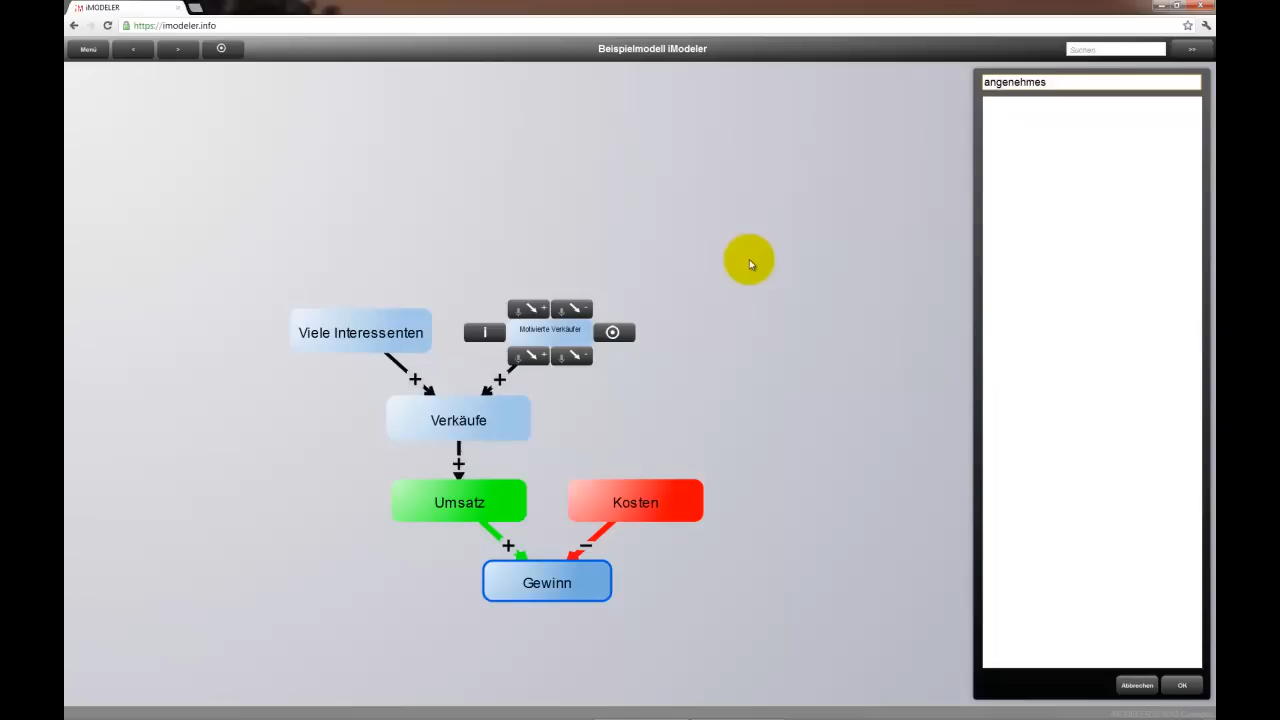 iMODELER
https://imodeler.info
Menü
<
>
Beispielmodell iModeler
Suchen
>>
angenehmes
Viele Interessenten
i
Motivierte Verkäufer
+
-
+
-
+
+
Verkäufe
+
Umsatz
Kosten
+
−
Gewinn
Abbrechen
OK